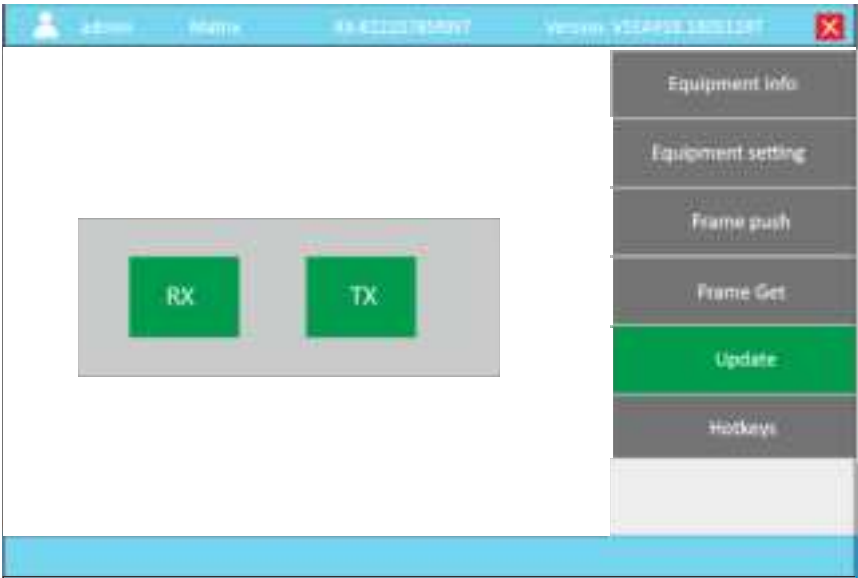 admin Matrix
Equipment info
Equipment setting
Frame push
RX TX
Frame Get
Update
Hotkeys